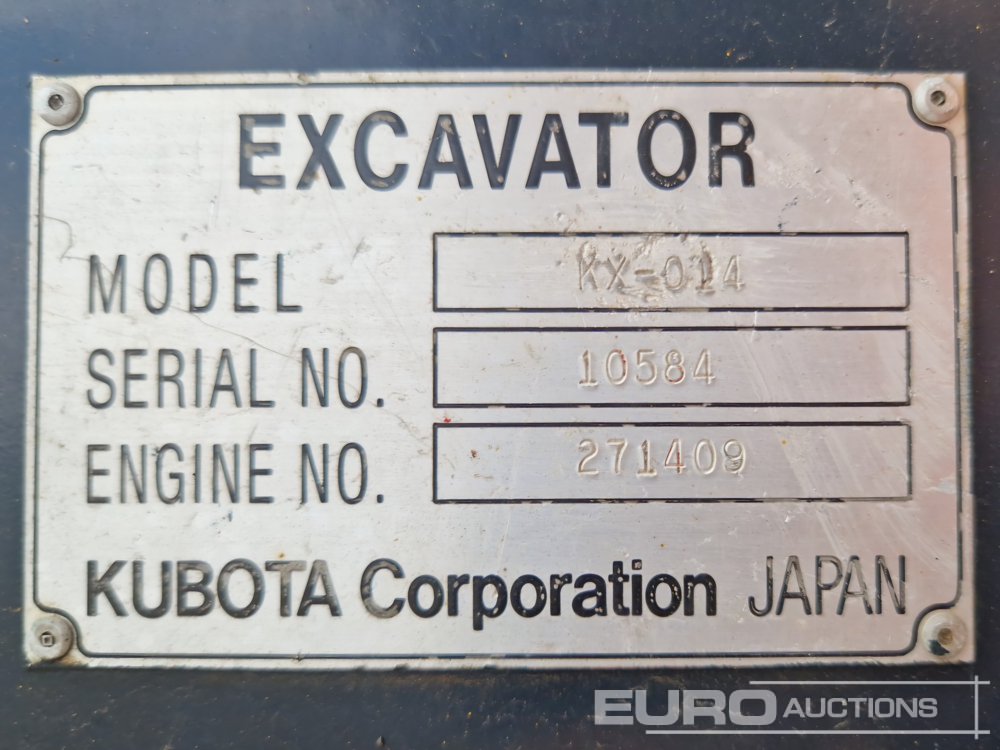 EXCAVATOR
MODEL KX-014
SERIAL NO. 10584
ENGINE NO. 271409
KUBOTA Corporation JAPAN
EURO AUCTIONS